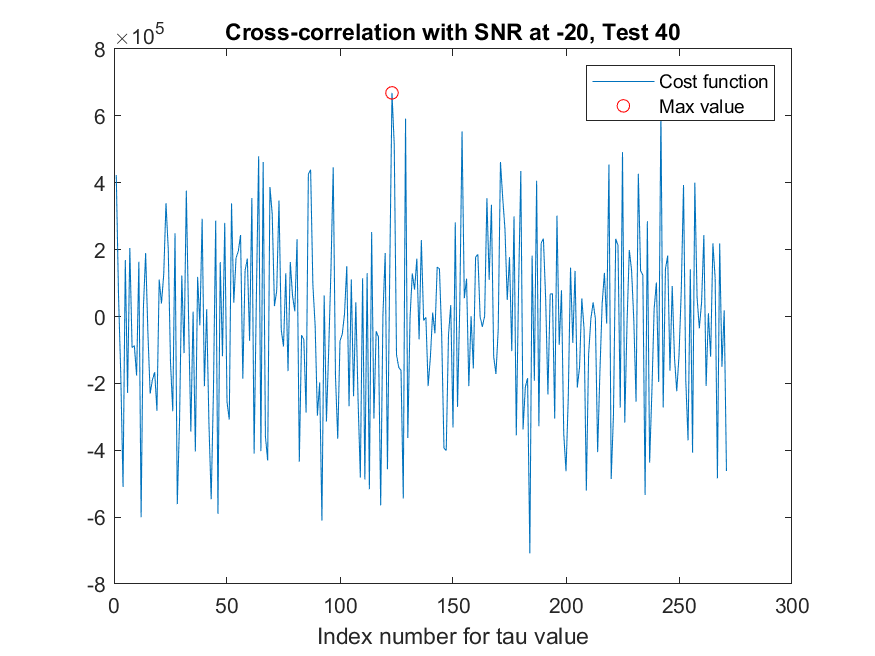 Cross-correlation with SNR at -20, Test 40
×10^5
8
6
4
2
0
-2
-4
-6
-8
Cost function
Max value
0 50 100 150 200 250 300
Index number for tau value